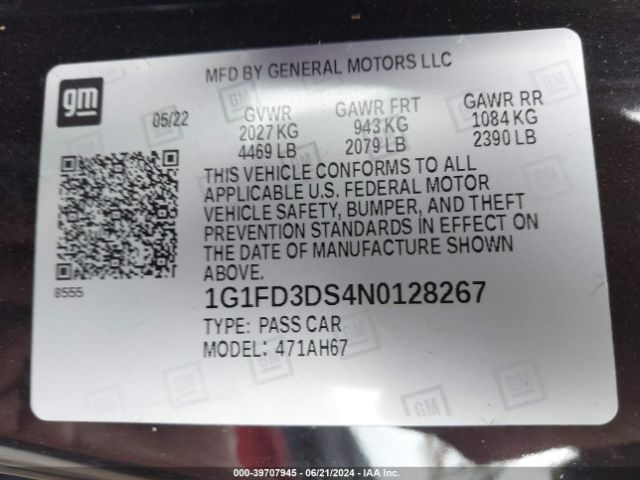 MFD BY GENERAL MOTORS LLC
gm
05/22 GVWR GAWR FRT GAWR RR
2027 KG 943 KG 1084 KG
4469 LB 2079 LB 2390 LB
THIS VEHICLE CONFORMS TO ALL
APPLICABLE U.S. FEDERAL MOTOR
VEHICLE SAFETY, BUMPER, AND THEFT
PREVENTION STANDARDS IN EFFECT ON
THE DATE OF MANUFACTURE SHOWN
ABOVE.
8555
1G1FD3DS4N0128267
TYPE: PASS CAR
MODEL: 471AH67
000-39707945 - 06/21/2024 - IAA Inc.